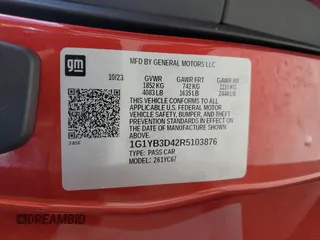 gm
MFD BY GENERAL MOTORS LLC
10/23 GVWR GAWR FRT GAWR RR
1852 KG 742 KG 1110 KG
4083 LB 1635 LB 2448 LB
THIS VEHICLE CONFORMS TO ALL
APPLICABLE U.S. FEDERAL MOTOR
VEHICLE SAFETY, BUMPER, AND THEFT
PREVENTION STANDARDS IN EFFECT ON
THE DATE OF MANUFACTURE SHOWN ABOVE.
1G1YB3D42R5103876
TYPE: PASS CAR
MODEL: Z61YC67
DREAMBID